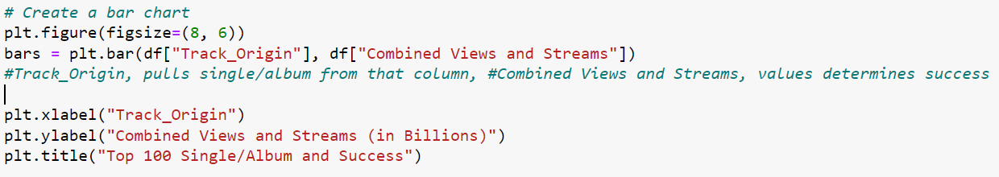 # Create a bar chart
plt.figure(figsize=(8, 6))
bars = plt.bar(df["Track_Origin"], df["Combined Views and Streams"])
#Track_Origin, pulls single/album from that column, #Combined Views and Streams, values determines success
plt.xlabel("Track_Origin")
plt.ylabel("Combined Views and Streams (in Billions)")
plt.title("Top 100 Single/Album and Success")